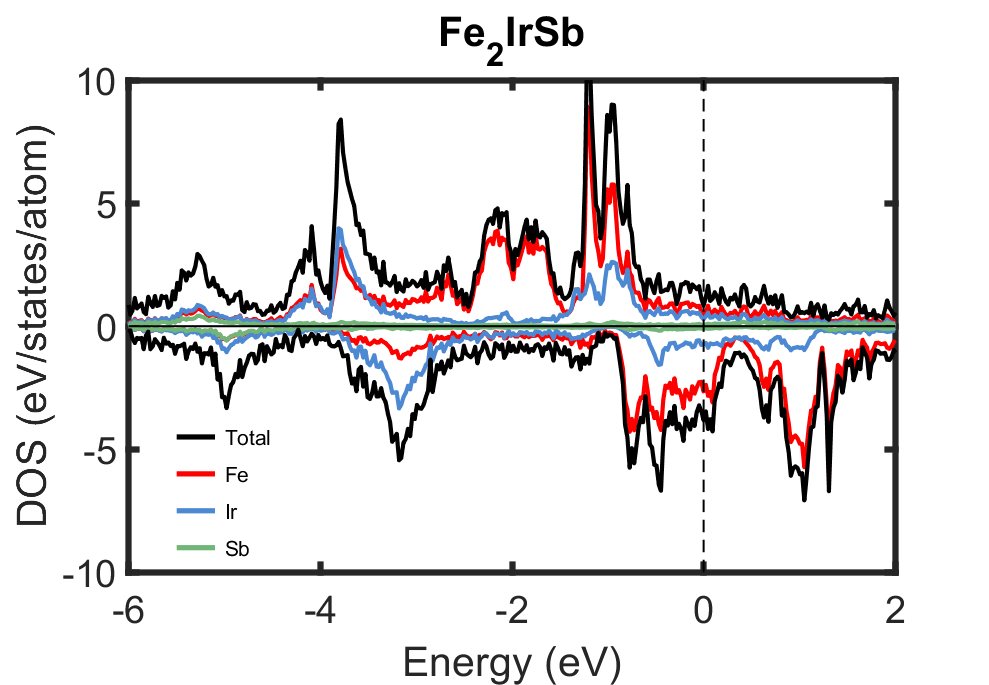 Fe₂IrSb
DOS (eV/states/atom)
10
5
0
-5
-10
Total
Fe
Ir
Sb
-6 -4 -2 0 2
Energy (eV)